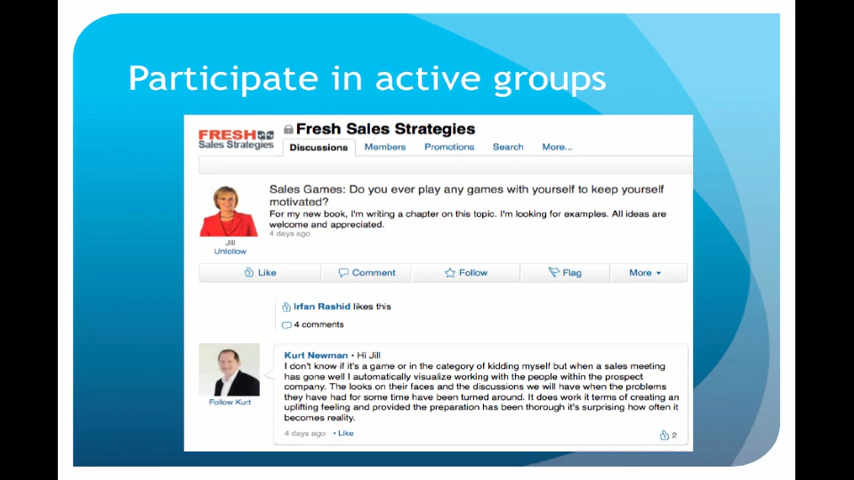 Participate in active groups
FRESH
Sales Strategies
Fresh Sales Strategies
Discussions Members Promotions Search More...
Sales Games: Do you ever play any games with yourself to keep yourself
motivated?
For my new book, I'm writing a chapter on this topic. I'm looking for examples. All ideas are
welcome and appreciated.
4 days ago
Jill
Unfollow
Like Comment Follow Flag More
Irfan Rashid likes this
4 comments
Kurt Newman • Hi Jill
I don't know if it's a game or in the category of kidding myself but when a sales meeting
has gone well I automatically visualize working with the people within the prospect
company. The looks on their faces and the discussions we will have when the problems
they have had for some time have been turned around. It does work it terms of creating an
uplifting feeling and provided the preparation has been thorough it's surprising how often it
becomes reality.
Follow Kurt
4 days ago • Like
2